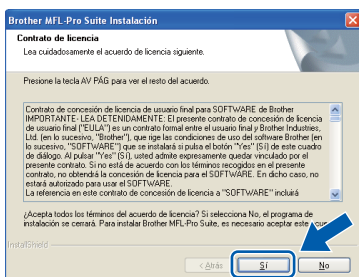 Brother MFL-Pro Suite Instalación
Contrato de licencia
Lea cuidadosamente el acuerdo de licencia siguiente.
Presione la tecla AV PÁG para ver el resto del acuerdo.
Contrato de concesión de licencia de usuario final para SOFTWARE de Brother
IMPORTANTE- LEA DETENIDAMENTE: El presente contrato de concesión de licencia
de usuario final ("EULA") es un contrato formal entre el usuario final y Brother Industries,
Ltd. (en lo sucesivo, "Brother"), que rige las condiciones de uso del software Brother (en
lo sucesivo, "SOFTWARE") que se instalará si pulsa el botón "Yes" (Sí) de este cuadro
de diálogo. Al pulsar "Yes" (Sí), usted admite expresamente quedar vinculado por el
presente contrato. Si no está de acuerdo con los términos recogidos en el presente
contrato, no obtendrá la concesión de licencia para el SOFTWARE. En dicho caso, no
estará autorizado para usar el SOFTWARE.
La referencia en este contrato de concesión de licencia a "SOFTWARE" incluirá
¿Acepta todos los términos del acuerdo de licencia? Si selecciona No, el programa de
instalación se cerrará. Para instalar Brother MFL-Pro Suite, es necesario aceptar este
InstallShield
< Atrás
Sí
No